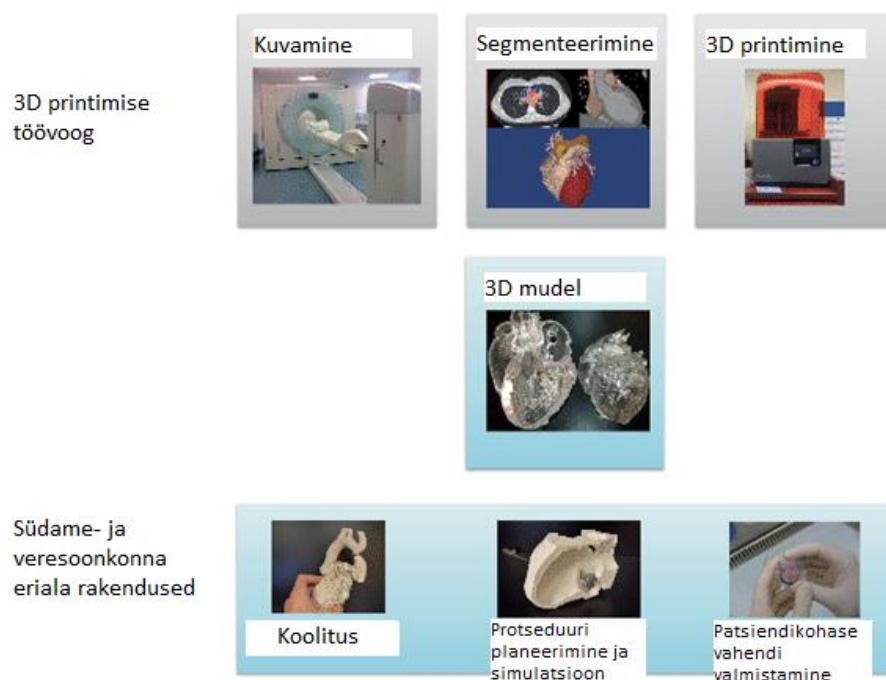 Kuvamine
Segmenteerimine
3D printimine
3D printimise
töövoog
3D mudel
Südame- ja
veresoonkonna
eriala rakendused
Koolitus
Protseduuri
planeerimine ja
simulatsioon
Patsiendikohase
vahendi
valmistamine